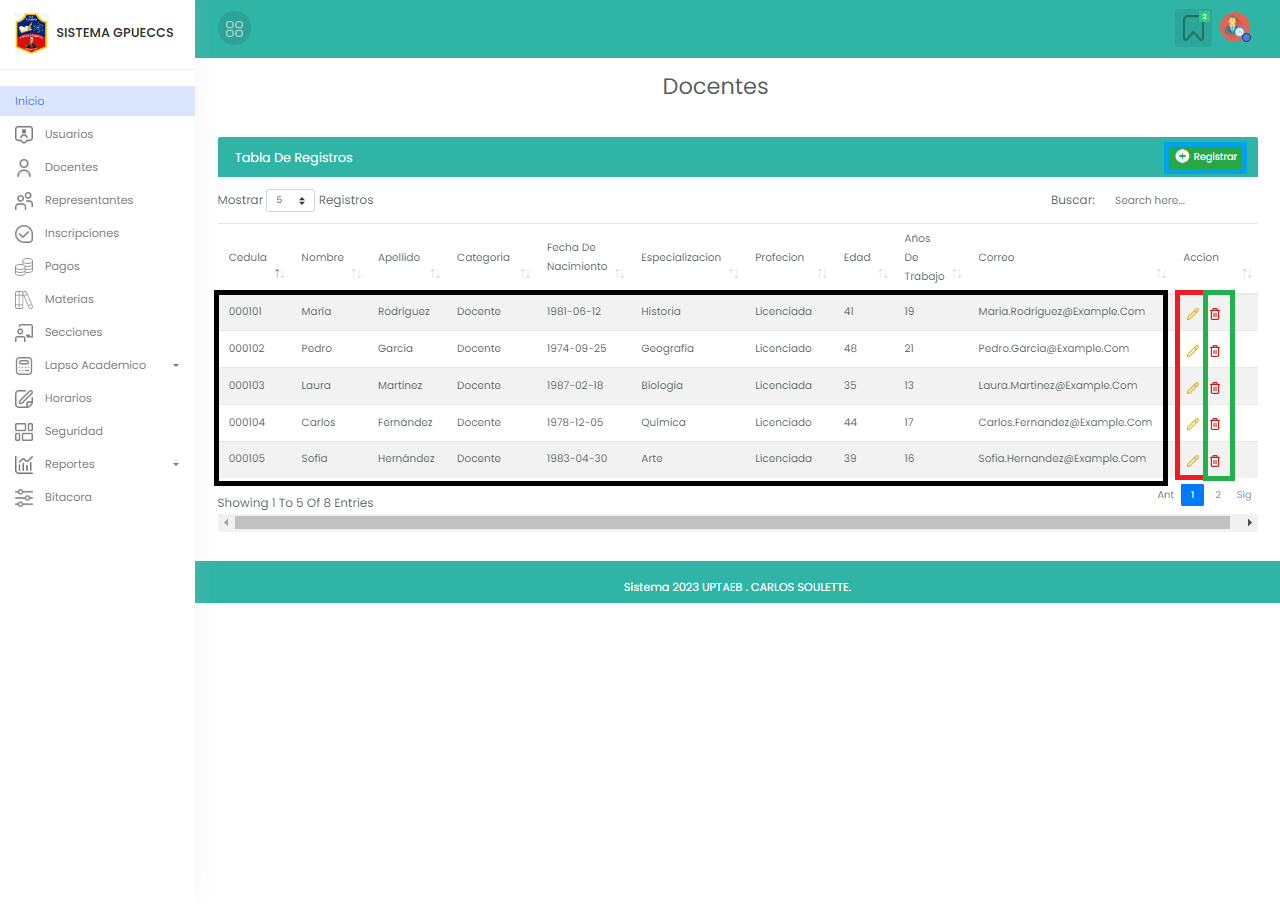 SISTEMA GPUECCS
2
Inicio
Usuarios
Docentes
Representantes
Inscripciones
Pagos
Materias
Secciones
Lapso Academico
Horarios
Seguridad
Reportes
Bitacora
Docentes
Tabla De Registros
Registrar
Mostrar 5 Registros
Buscar: Search here...
Cedula Nombre Apellido Categoria Fecha De Nacimiento Especializacion Profecion Edad Años De Trabajo Correo Accion
000101 María Rodríguez Docente 1981-06-12 Historia Licenciada 41 19 Maria.Rodriguez@Example.Com
000102 Pedro García Docente 1974-09-25 Geografía Licenciado 48 21 Pedro.Garcia@Example.Com
000103 Laura Martínez Docente 1987-02-18 Biología Licenciada 35 13 Laura.Martinez@Example.Com
000104 Carlos Fernández Docente 1978-12-05 Química Licenciado 44 17 Carlos.Fernandez@Example.Com
000105 Sofía Hernández Docente 1983-04-30 Arte Licenciada 39 16 Sofia.Hernandez@Example.Com
Showing 1 To 5 Of 8 Entries
Ant 1 2 Sig
Sistema 2023 UPTAEB . CARLOS SOULETTE.